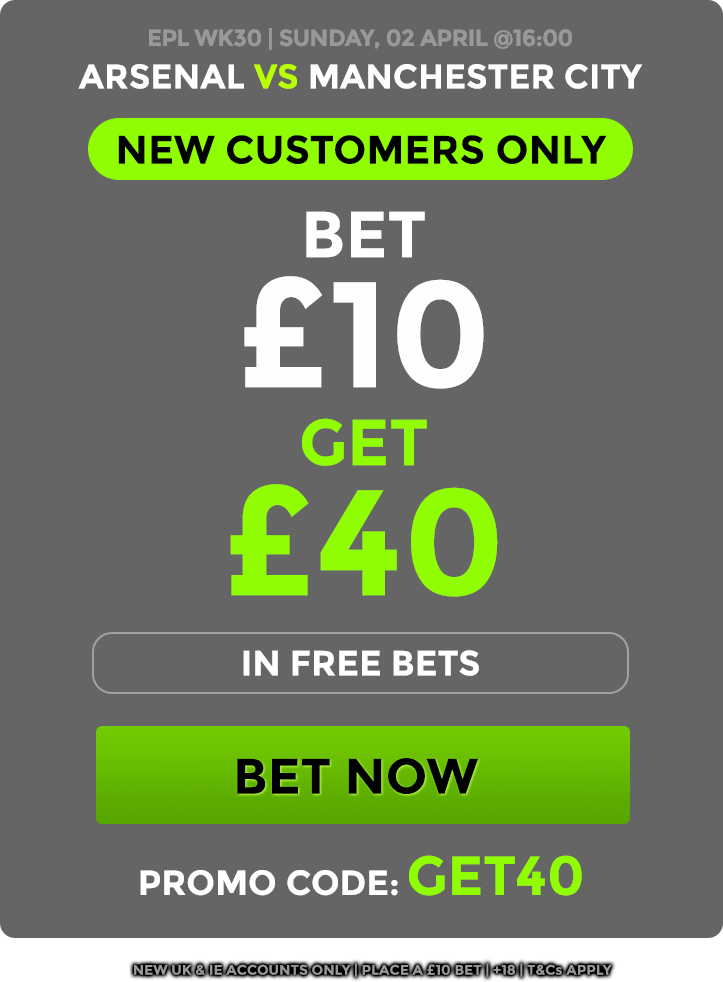 EPL WK30 | SUNDAY, 02 APRIL @16:00
ARSENAL VS MANCHESTER CITY
NEW CUSTOMERS ONLY
BET
£10
GET
£40
IN FREE BETS
BET NOW
PROMO CODE: GET40
NEW UK & IE ACCOUNTS ONLY | PLACE A £10 BET | +18 | T&Cs APPLY